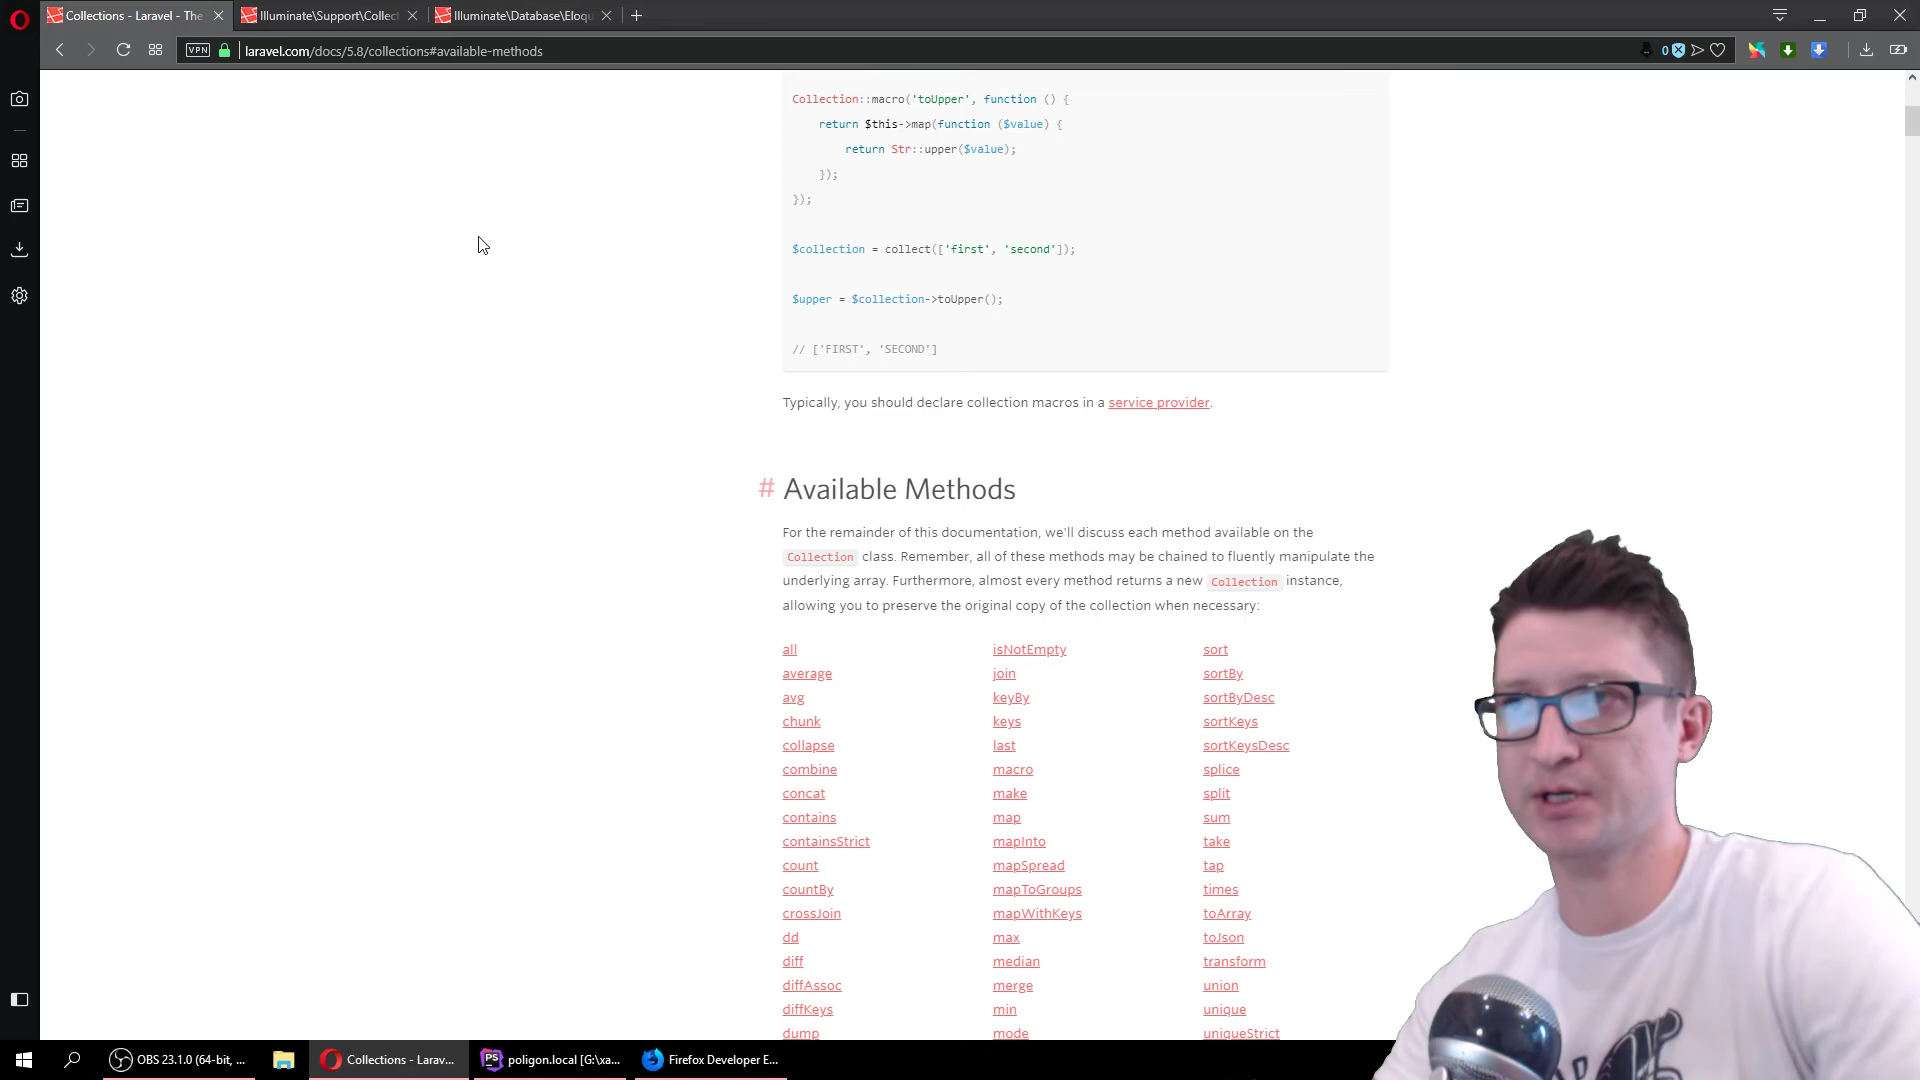 Collections - Laravel - The
Illuminate\Support\Collect
Illuminate\Database\Eloqu
VPN
laravel.com/docs/5.8/collections#available-methods
0
Collection::macro('toUpper', function () {
return $this->map(function ($value) {
return Str::upper($value);
});
});
$collection = collect(['first', 'second']);
$upper = $collection->toUpper();
// ['FIRST', 'SECOND']
Typically, you should declare collection macros in a service provider.
# Available Methods
For the remainder of this documentation, we'll discuss each method available on the
Collection class. Remember, all of these methods may be chained to fluently manipulate the
underlying array. Furthermore, almost every method returns a new Collection instance,
allowing you to preserve the original copy of the collection when necessary:
all
average
avg
chunk
collapse
combine
concat
contains
containsStrict
count
countBy
crossJoin
dd
diff
diffAssoc
diffKeys
dump
isNotEmpty
join
keyBy
keys
last
macro
make
map
mapInto
mapSpread
mapToGroups
mapWithKeys
max
median
merge
min
mode
sort
sortBy
sortByDesc
sortKeys
sortKeysDesc
splice
split
sum
take
tap
times
toArray
toJson
transform
union
unique
uniqueStrict
OBS 23.1.0 (64-bit, ...
Collections - Larav...
PS
poligon.local [G:\xa...
Firefox Developer E...